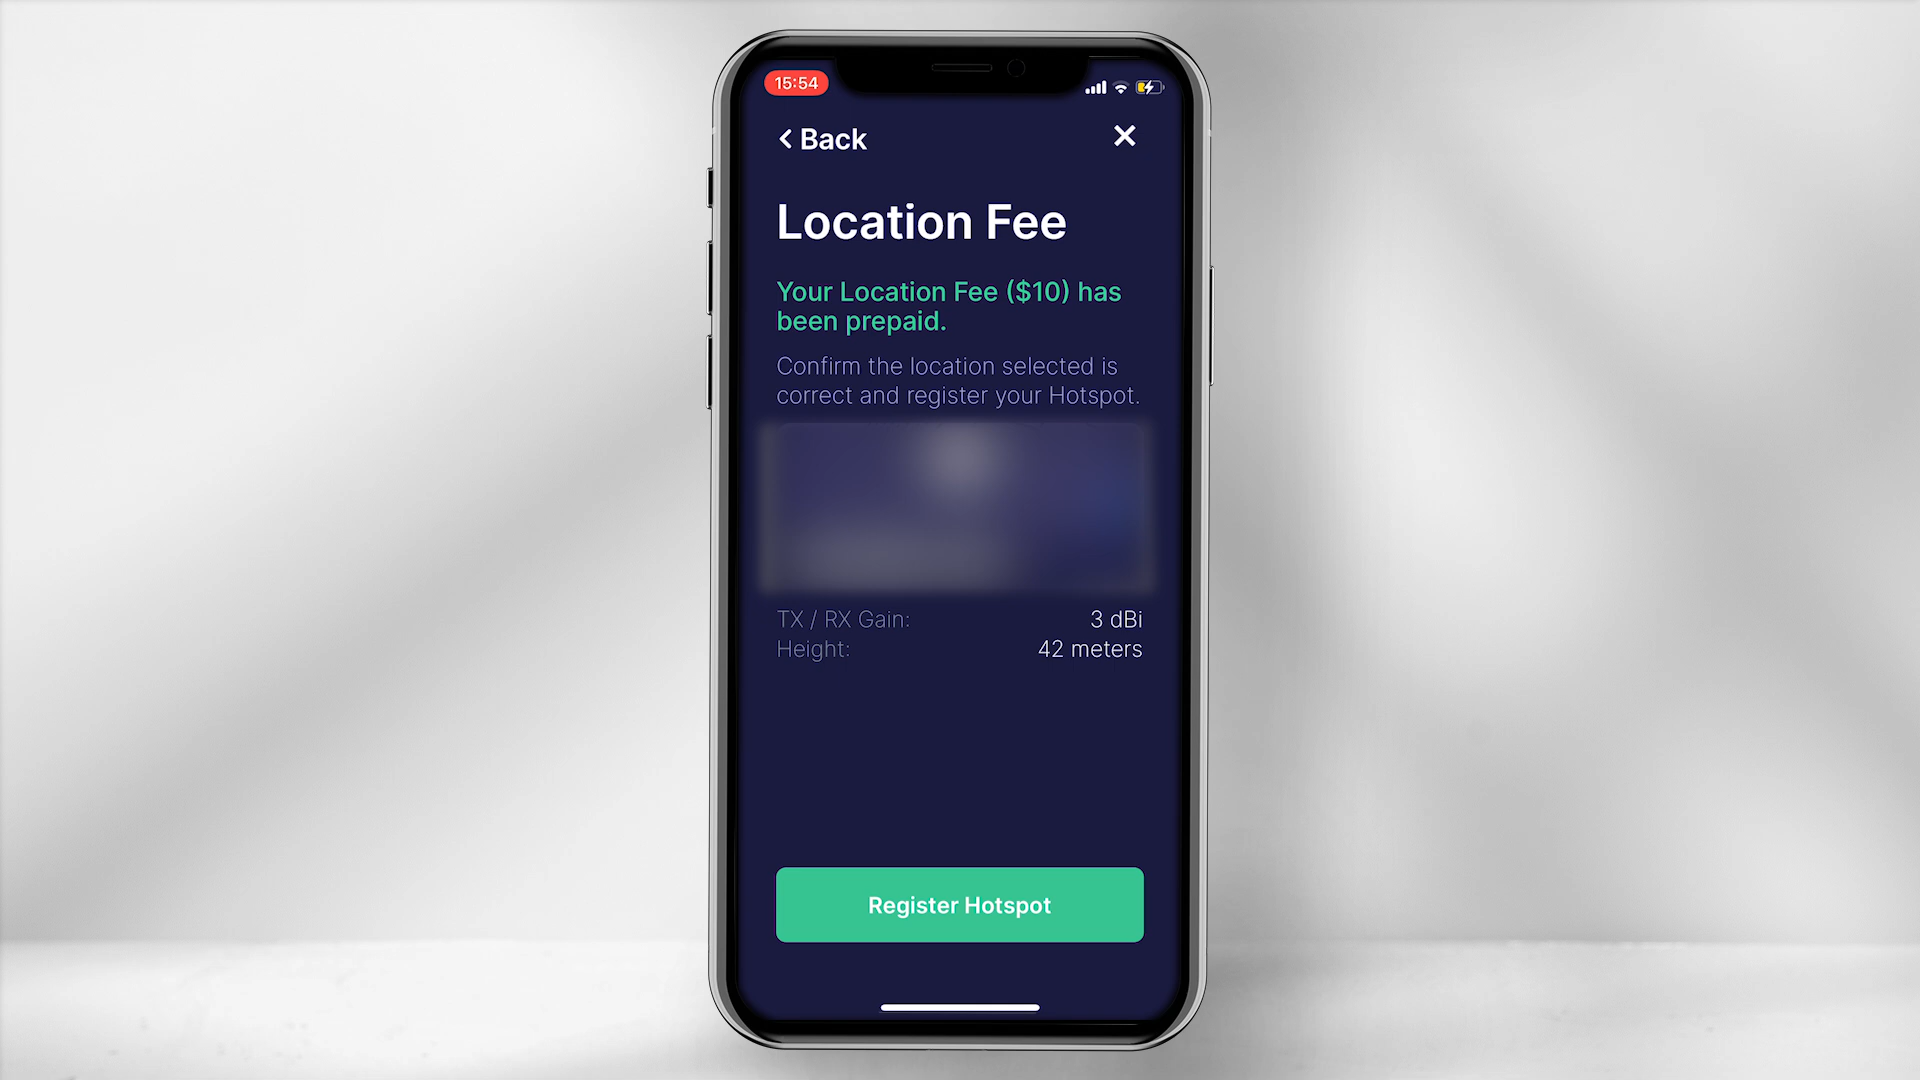 15:54
Back
Location Fee
Your Location Fee ($10) has
been prepaid.
Confirm the location selected is
correct and register your Hotspot.
TX / RX Gain: 3 dBi
Height: 42 meters
Register Hotspot